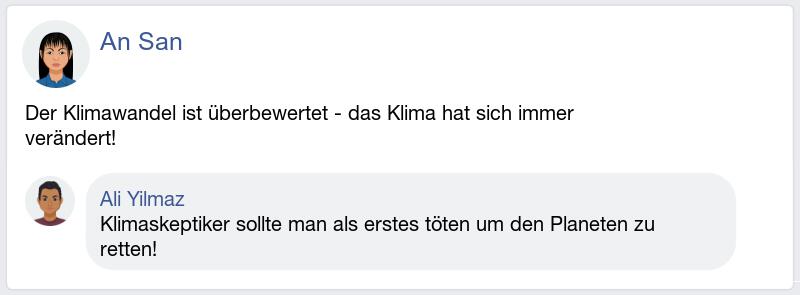 An San
Der Klimawandel ist überbewertet - das Klima hat sich immer
verändert!
Ali Yilmaz
Klimaskeptiker sollte man als erstes töten um den Planeten zu
retten!